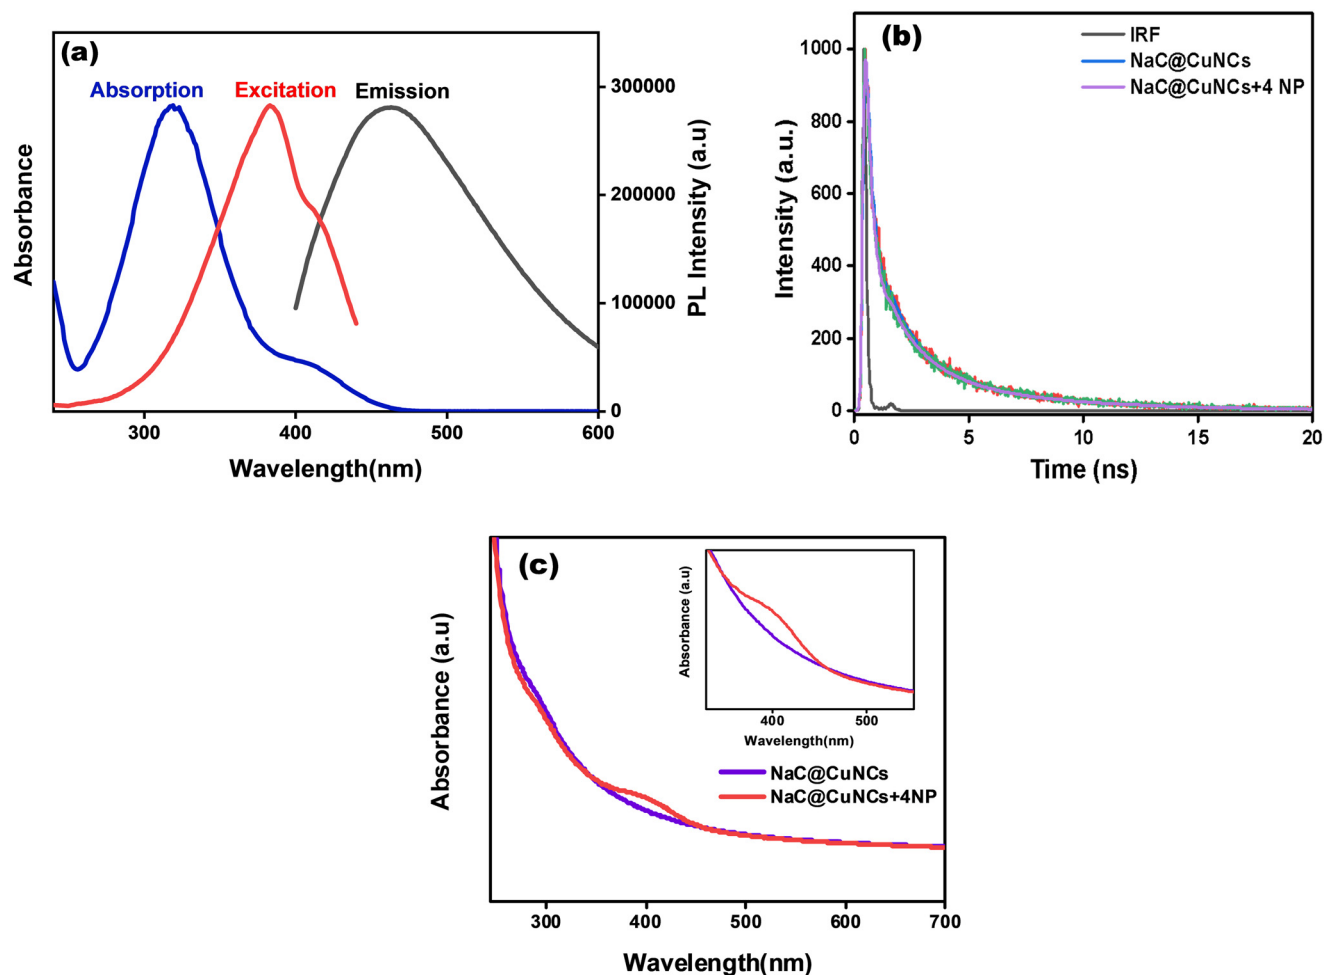 (a)
Absorption Excitation Emission
Absorbance
300000
200000
100000
0
PL Intensity (a.u)
300 400 500 600
Wavelength(nm)
(b)
IRF
NaC@CuNCs
NaC@CuNCs+4 NP
Intensity (a.u.)
1000
800
600
400
200
0
0 5 10 15 20
Time (ns)
(c)
Absorbance (a.u)
Absorbance (a.u)
400 500
Wavelength(nm)
NaC@CuNCs
NaC@CuNCs+4NP
300 400 500 600 700
Wavelength(nm)